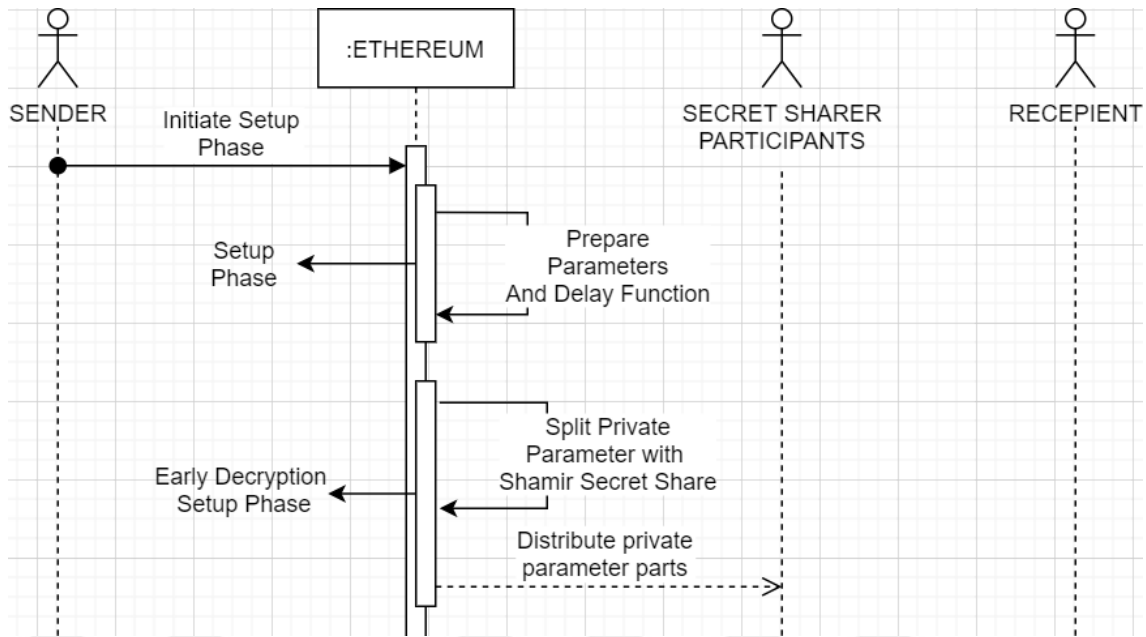 :ETHEREUM
SENDER
SECRET SHARER
PARTICIPANTS
RECEPIENT
Initiate Setup
Phase
Prepare
Parameters
And Delay Function
Setup
Phase
Split Private
Parameter with
Shamir Secret Share
Early Decryption
Setup Phase
Distribute private
parameter parts